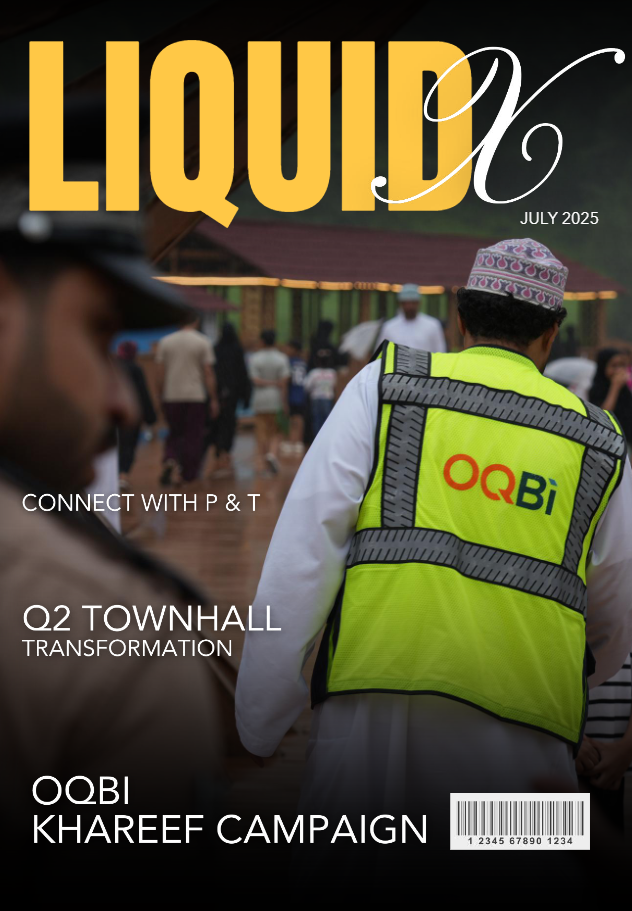 LIQUID X
JULY 2025
OQBi
CONNECT WITH P & T
Q2 TOWNHALL
TRANSFORMATION
OQBI
KHAREEF CAMPAIGN
1 2345 67890 1234